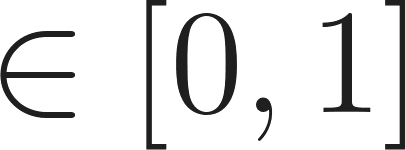 ∈ [0, 1]